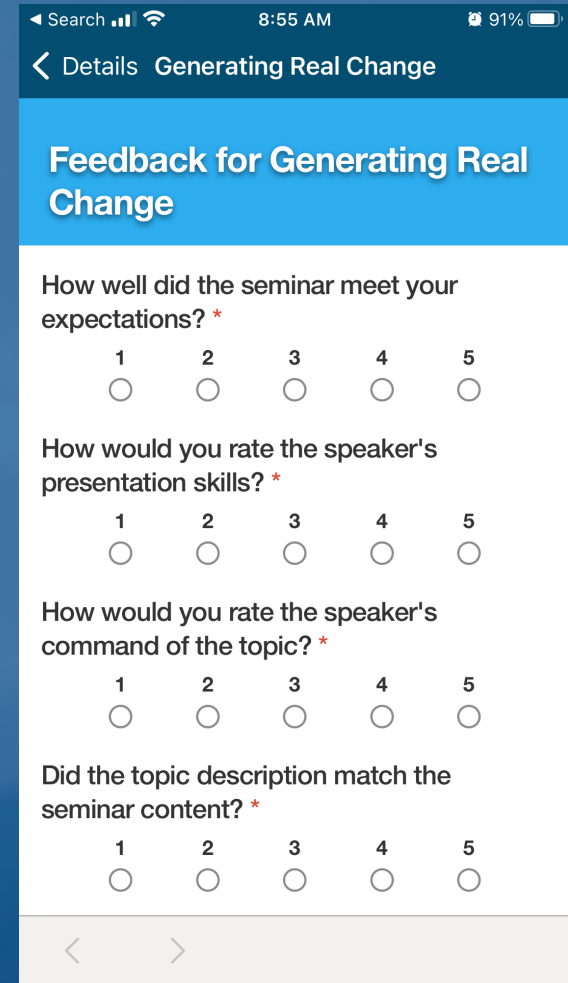 ◀ Search 8:55 AM 91%
Details Generating Real Change
Feedback for Generating Real
Change
How well did the seminar meet your
expectations? *
1 2 3 4 5
How would you rate the speaker's
presentation skills? *
1 2 3 4 5
How would you rate the speaker's
command of the topic? *
1 2 3 4 5
Did the topic description match the
seminar content? *
1 2 3 4 5